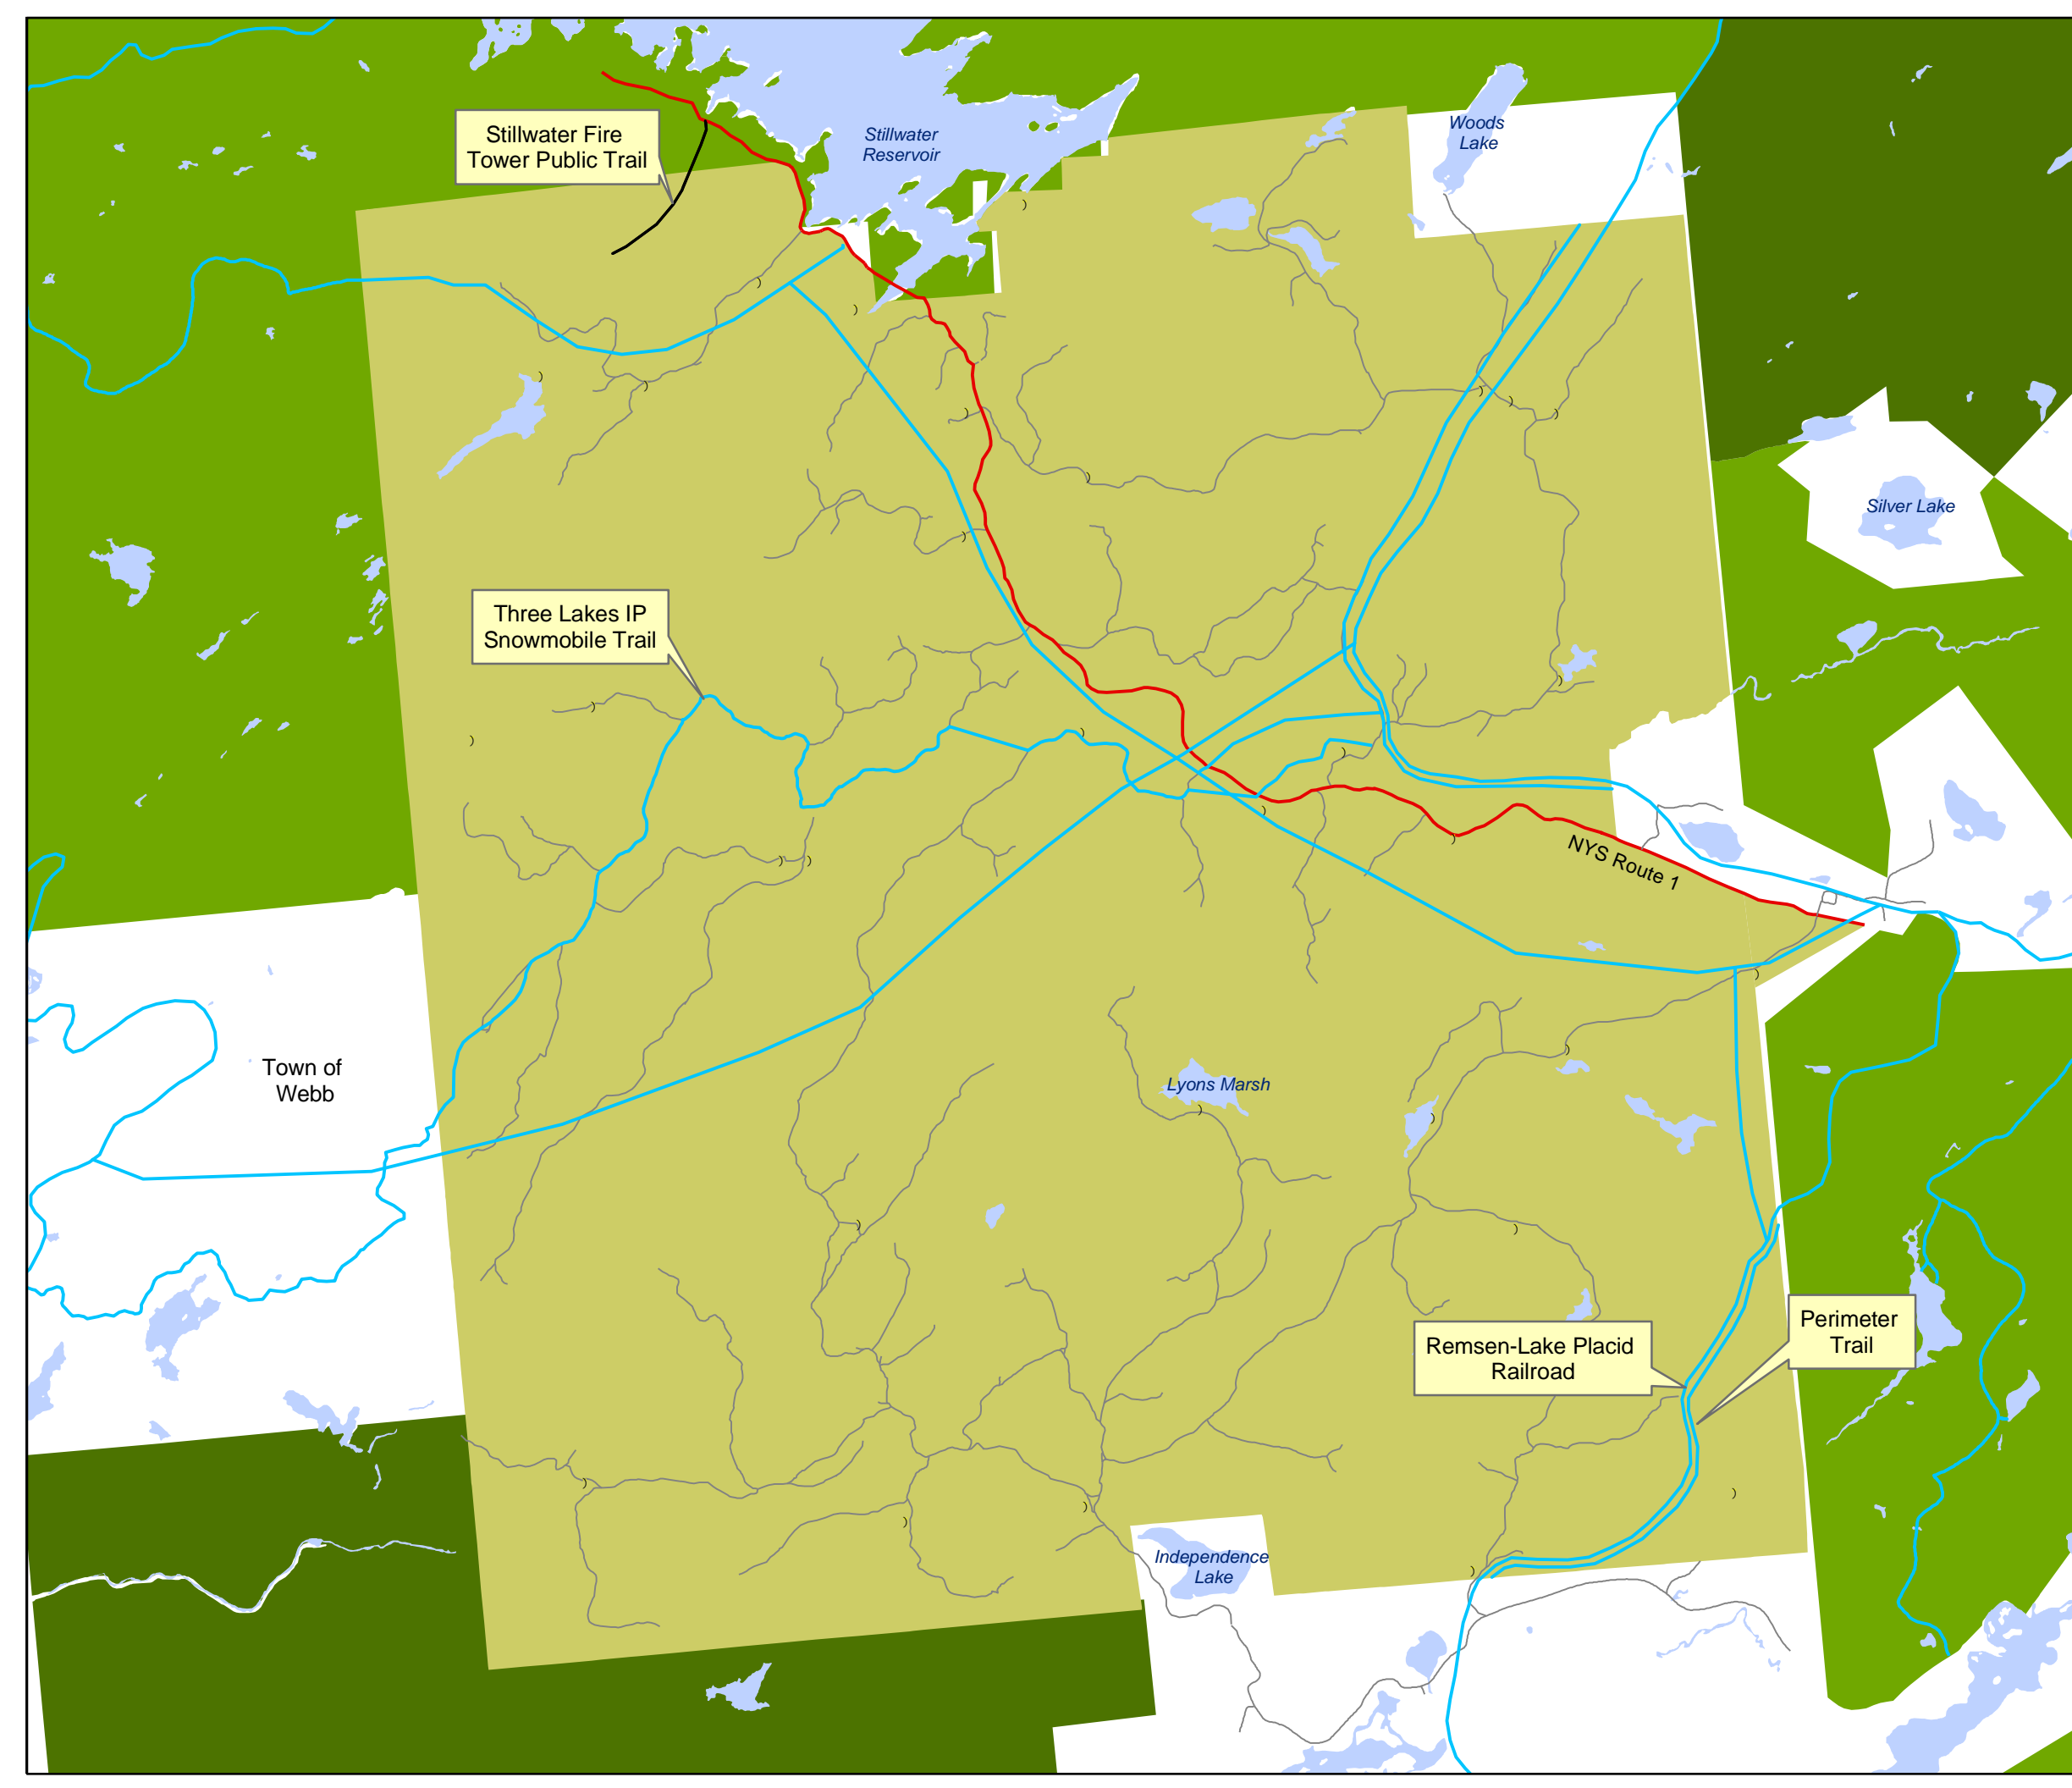 Stillwater Fire
Tower Public Trail
Stillwater
Reservoir
Woods
Lake
Silver Lake
Three Lakes IP
Snowmobile Trail
NYS Route 1
Town of
Webb
Lyons Marsh
Perimeter
Trail
Remsen-Lake Placid
Railroad
Independence
Lake